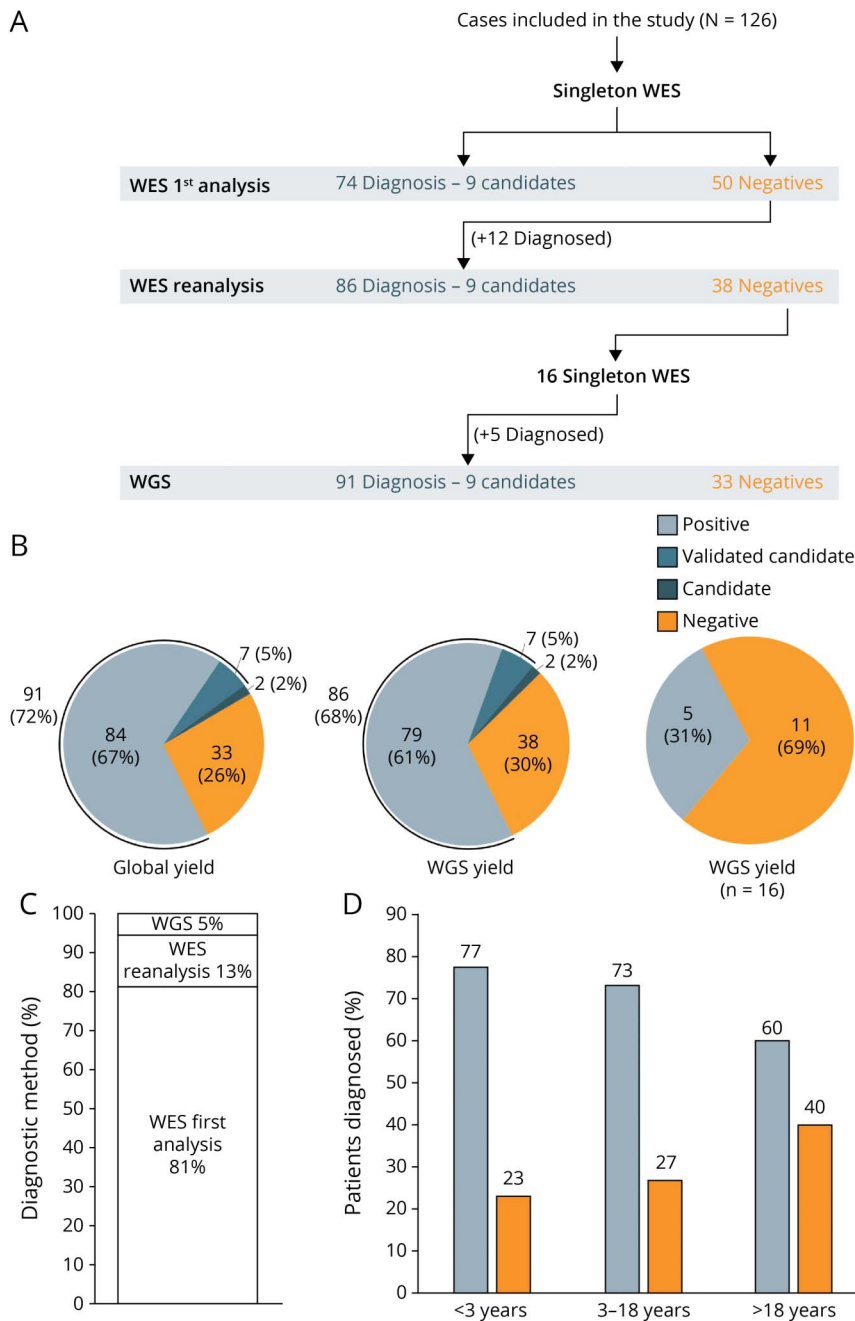 A
Cases included in the study (N = 126)
Singleton WES
WES 1st analysis 74 Diagnosis – 9 candidates 50 Negatives
(+12 Diagnosed)
WES reanalysis 86 Diagnosis – 9 candidates 38 Negatives
16 Singleton WES
(+5 Diagnosed)
WGS 91 Diagnosis – 9 candidates 33 Negatives
B
Positive
Validated candidate
Candidate
Negative
7 (5%)
2 (2%)
91
(72%)
84
(67%)
33
(26%)
Global yield
7 (5%)
2 (2%)
86
(68%)
79
(61%)
38
(30%)
WGS yield
5
(31%)
11
(69%)
WGS yield
(n = 16)
C
Diagnostic method (%)
100
90
80
70
60
50
40
30
20
10
0
WGS 5%
WES
reanalysis 13%
WES first
analysis
81%
D
Patients diagnosed (%)
90
80
70
60
50
40
30
20
10
0
77
23
73
27
60
40
<3 years
3–18 years
>18 years